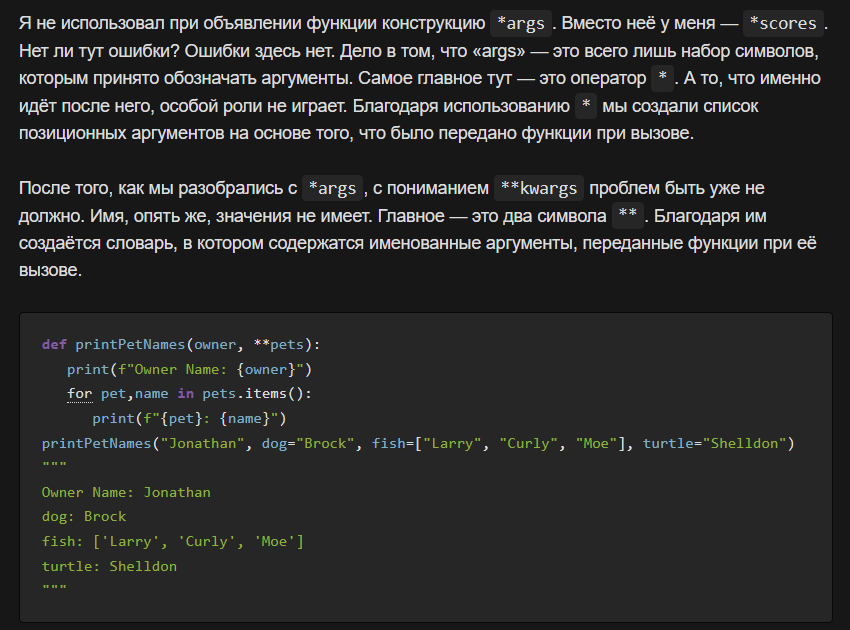 Я не использовал при объявлении функции конструкцию *args. Вместо неё у меня — *scores.
Нет ли тут ошибки? Ошибки здесь нет. Дело в том, что «args» — это всего лишь набор символов,
которым принято обозначать аргументы. Самое главное тут — это оператор *. А то, что именно
идёт после него, особой роли не играет. Благодаря использованию * мы создали список
позиционных аргументов на основе того, что было передано функции при вызове.
После того, как мы разобрались с *args, с пониманием **kwargs проблем быть уже не
должно. Имя, опять же, значения не имеет. Главное — это два символа **. Благодаря им
создаётся словарь, в котором содержатся именованные аргументы, переданные функции при её
вызове.
def printPetNames(owner, **pets):
   print(f"Owner Name: {owner}")
   for pet,name in pets.items():
      print(f"{pet}: {name}")
printPetNames("Jonathan", dog="Brock", fish=["Larry", "Curly", "Moe"], turtle="Shelldon")
"""
Owner Name: Jonathan
dog: Brock
fish: ['Larry', 'Curly', 'Moe']
turtle: Shelldon
"""